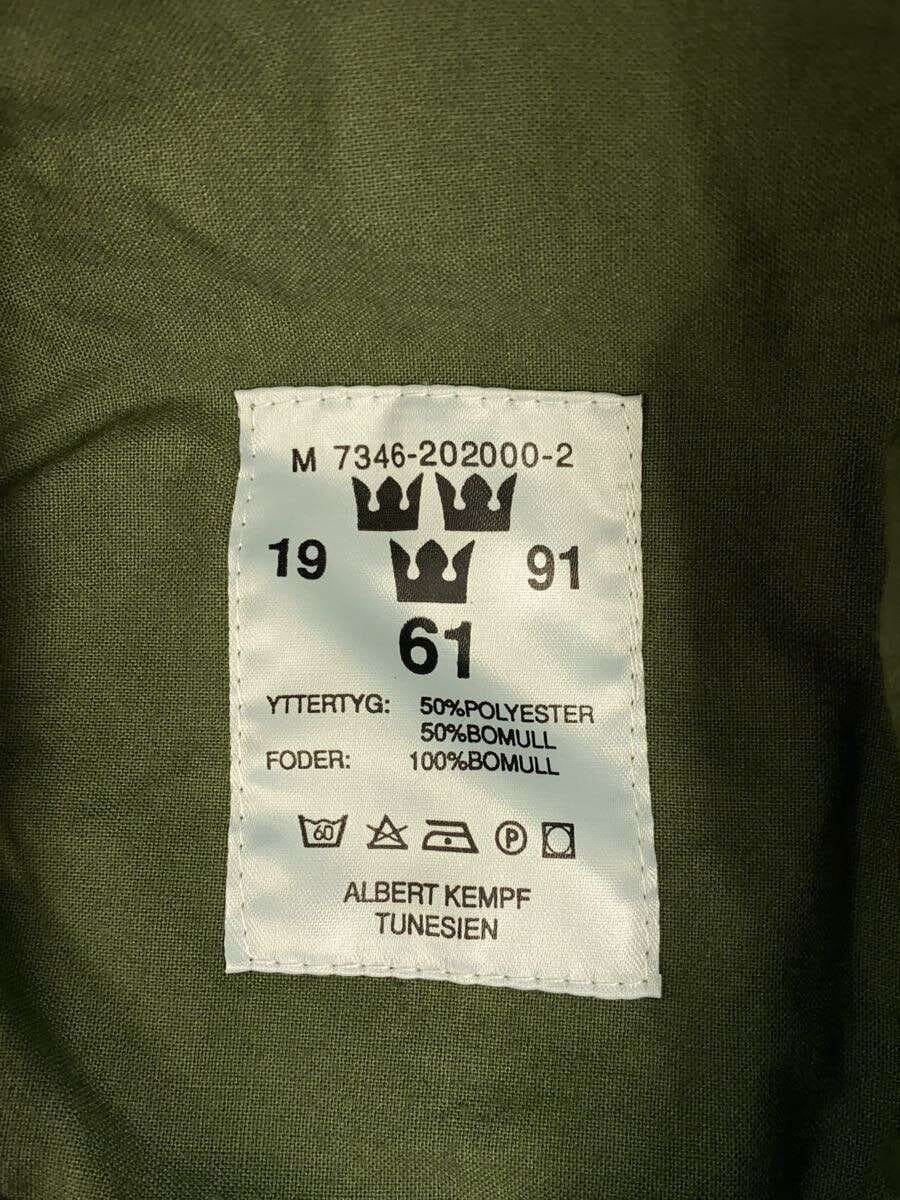 M 7346-202000-2
19 91
61
YTTERTYG: 50%POLYESTER
50%BOMULL
FODER: 100%BOMULL
60 P
ALBERT KEMPF
TUNESIEN